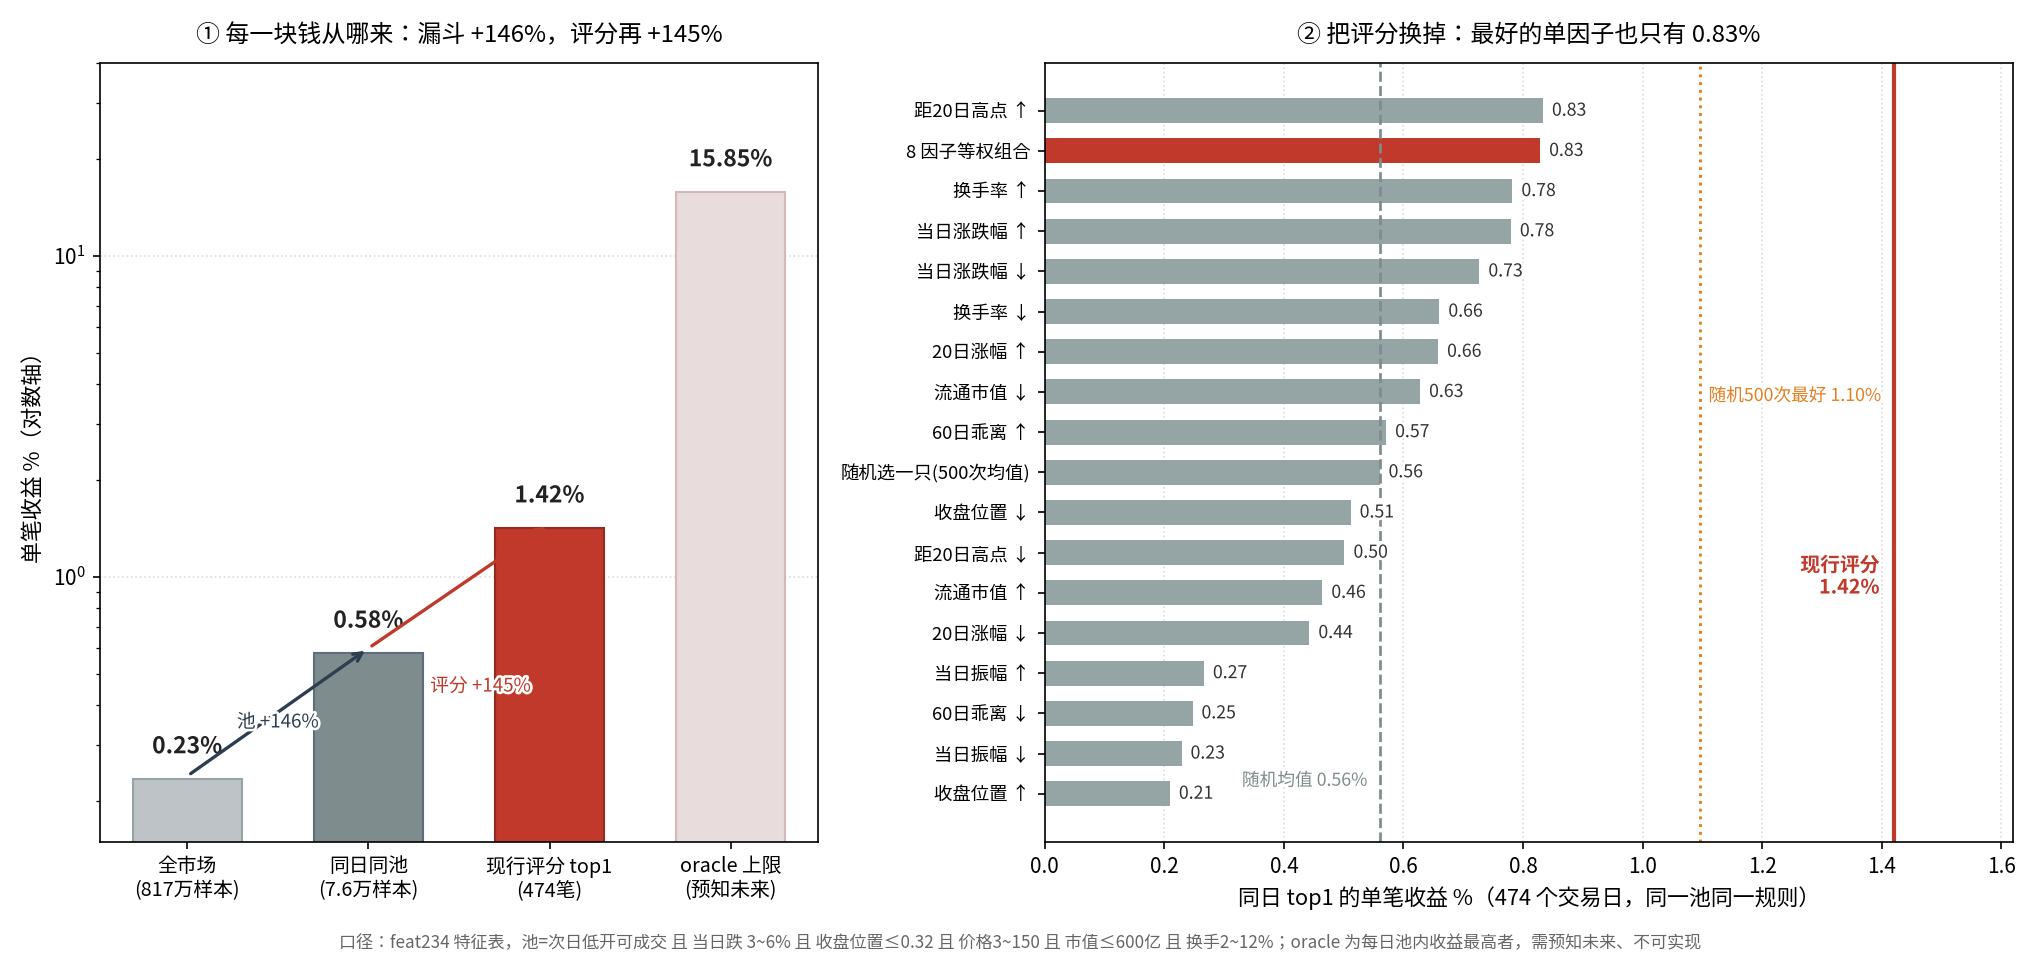 ① 每一块钱从哪来：漏斗 +146%，评分再 +145%
单笔收益 %（对数轴）
10¹
10⁰
0.23%
0.58%
1.42%
15.85%
池 +146%
评分 +145%
全市场
(817万样本)
同日同池
(7.6万样本)
现行评分 top1
(474笔)
oracle 上限
(预知未来)
② 把评分换掉：最好的单因子也只有 0.83%
距20日高点 ↑ 0.83
8 因子等权组合 0.83
换手率 ↑ 0.78
当日涨跌幅 ↑ 0.78
当日涨跌幅 ↓ 0.73
换手率 ↓ 0.66
20日涨幅 ↑ 0.66
流通市值 ↓ 0.63
60日乖离 ↑ 0.57
随机选一只(500次均值) 0.56
收盘位置 ↓ 0.51
距20日高点 ↓ 0.50
流通市值 ↑ 0.46
20日涨幅 ↓ 0.44
当日振幅 ↑ 0.27
60日乖离 ↓ 0.25
当日振幅 ↓ 0.23
收盘位置 ↑ 0.21
随机500次最好 1.10%
现行评分
1.42%
随机均值 0.56%
0.0 0.2 0.4 0.6 0.8 1.0 1.2 1.4 1.6
同日 top1 的单笔收益 %（474 个交易日，同一池同一规则）
口径：feat234 特征表，池=次日低开可成交 且 当日跌 3~6% 且 收盘位置≤0.32 且 价格3~150 且 市值≤600亿 且 换手2~12%；oracle 为每日池内收益最高者，需预知未来、不可实现